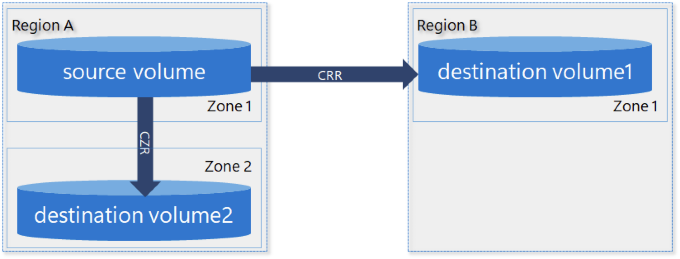 Region A
source volume
Zone 1
CRR
Region B
destination volume1
Zone 1
CZR
Zone 2
destination volume2